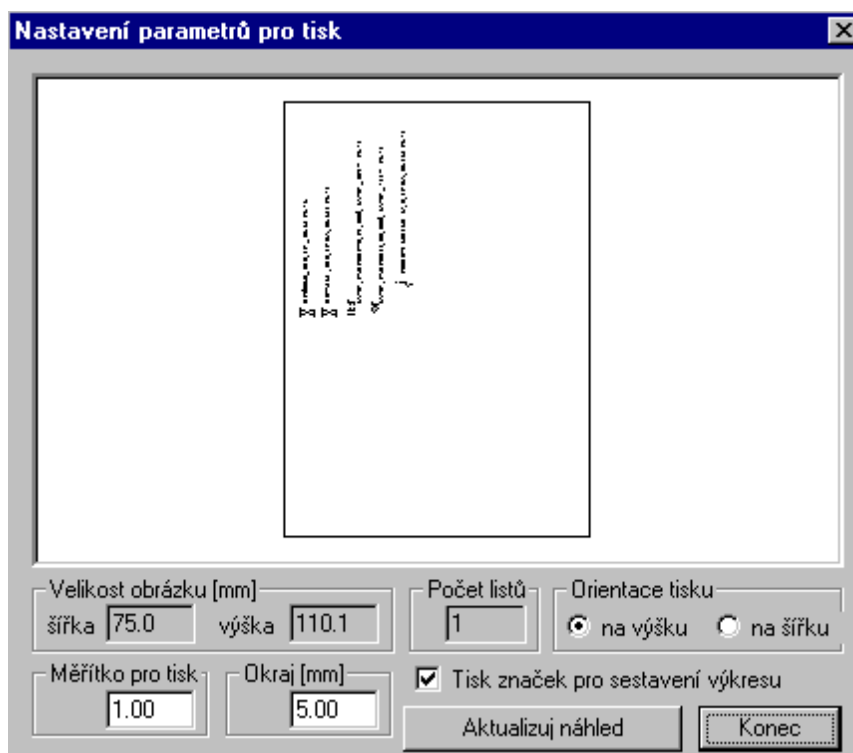 Nastavení parametrů pro tisk
Velikost obrázku [mm]
šířka 75.0 výška 110.1
Počet listů
1
Orientace tisku
na výšku na šířku
Měřítko pro tisk
1.00
Okraj [mm]
5.00
Tisk značek pro sestavení výkresu
Aktualizuj náhled
Konec